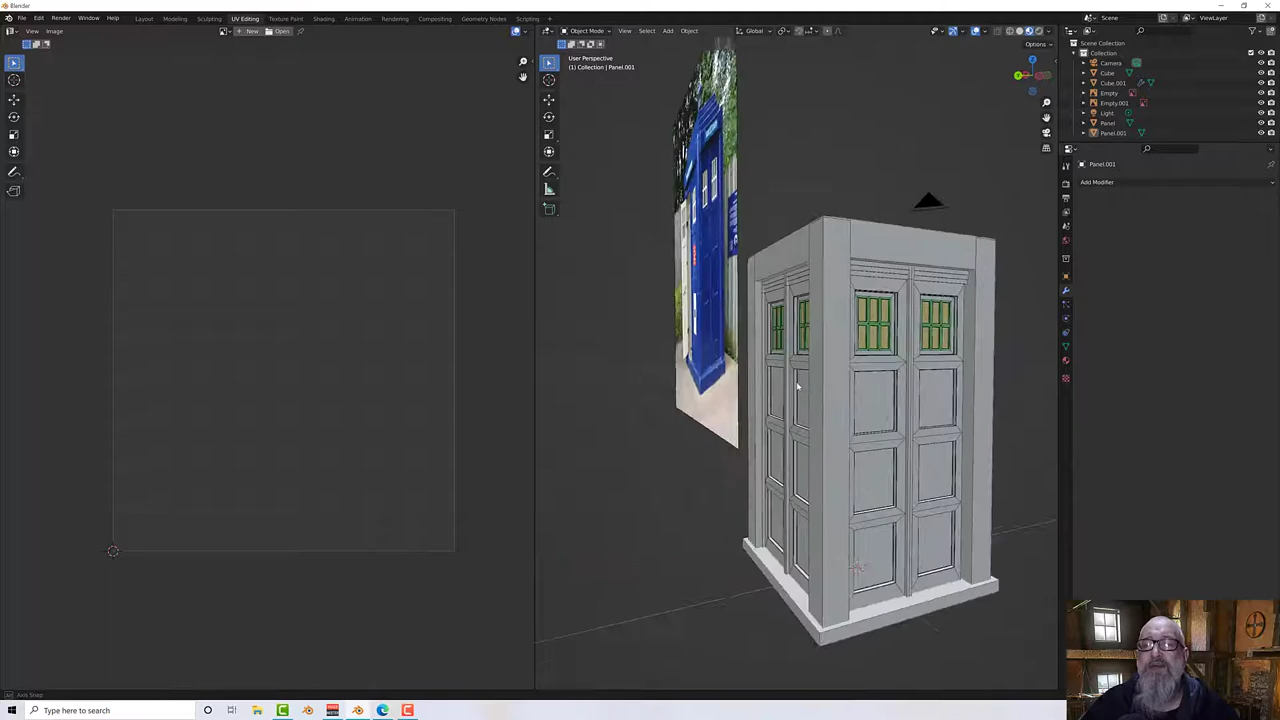 Blender
File Edit Render Window Help Layout Modeling Sculpting UV Editing Texture Paint Shading Animation Rendering Compositing Geometry Nodes Scripting + Scene ViewLayer
View Image + New Open Object Mode View Select Add Object Global
Options
User Perspective
(1) Collection | Panel.001
Scene Collection
Collection
Camera
Cube
Cube.001
Empty
Empty.001
Light
Panel
Panel.001
Panel.001
Add Modifier
Axis Snap
Type here to search